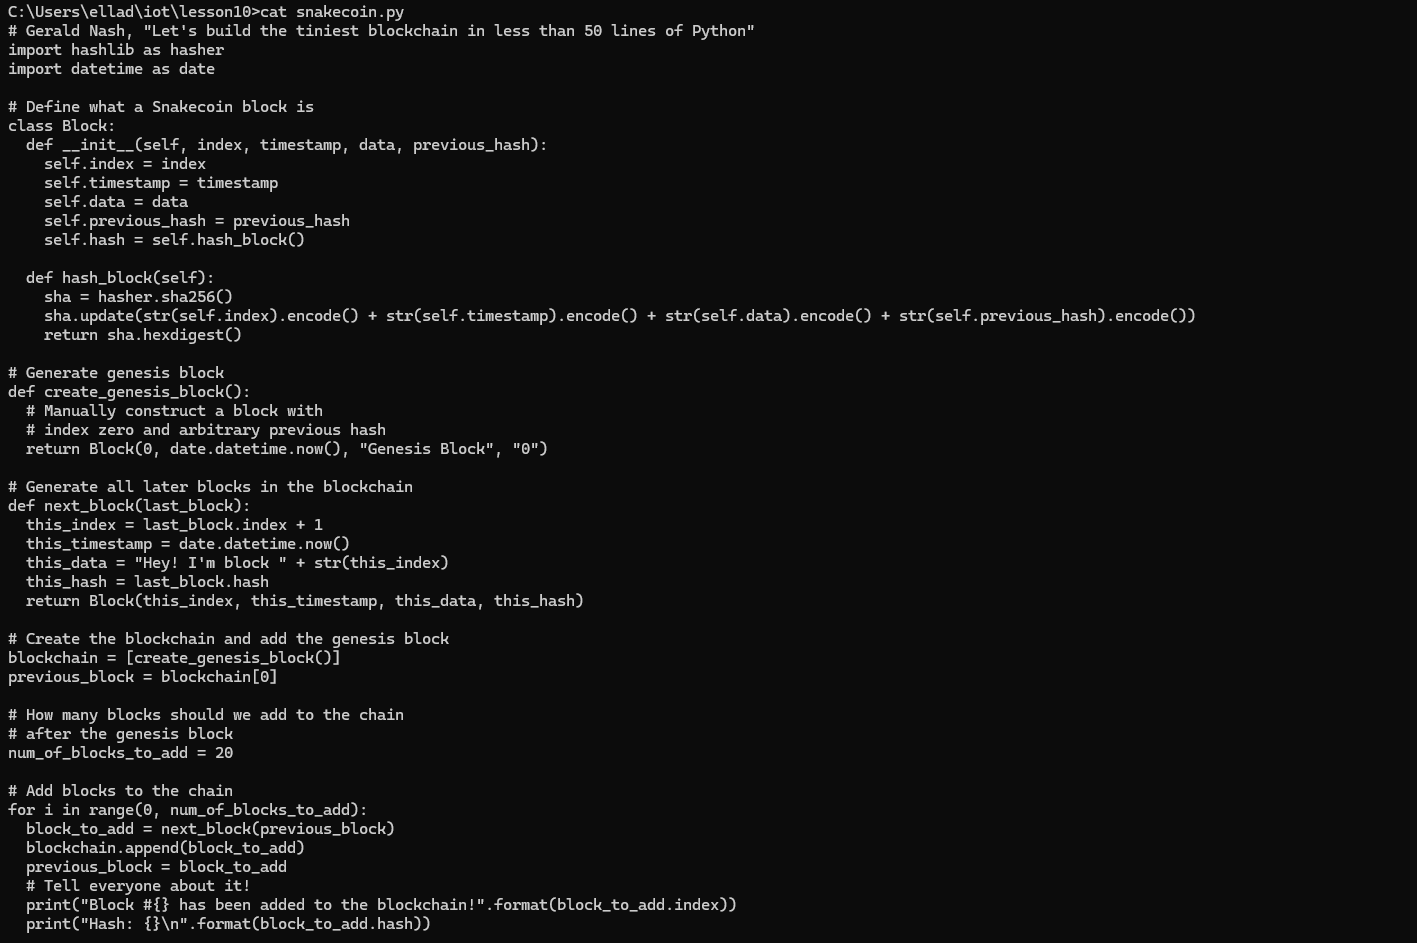 C:\Users\ellad\iot\lesson10>cat snakecoin.py
# Gerald Nash, "Let's build the tiniest blockchain in less than 50 lines of Python"
import hashlib as hasher
import datetime as date

# Define what a Snakecoin block is
class Block:
  def __init__(self, index, timestamp, data, previous_hash):
    self.index = index
    self.timestamp = timestamp
    self.data = data
    self.previous_hash = previous_hash
    self.hash = self.hash_block()

  def hash_block(self):
    sha = hasher.sha256()
    sha.update(str(self.index).encode() + str(self.timestamp).encode() + str(self.data).encode() + str(self.previous_hash).encode())
    return sha.hexdigest()

# Generate genesis block
def create_genesis_block():
  # Manually construct a block with
  # index zero and arbitrary previous hash
  return Block(0, date.datetime.now(), "Genesis Block", "0")

# Generate all later blocks in the blockchain
def next_block(last_block):
  this_index = last_block.index + 1
  this_timestamp = date.datetime.now()
  this_data = "Hey! I'm block " + str(this_index)
  this_hash = last_block.hash
  return Block(this_index, this_timestamp, this_data, this_hash)

# Create the blockchain and add the genesis block
blockchain = [create_genesis_block()]
previous_block = blockchain[0]

# How many blocks should we add to the chain
# after the genesis block
num_of_blocks_to_add = 20

# Add blocks to the chain
for i in range(0, num_of_blocks_to_add):
  block_to_add = next_block(previous_block)
  blockchain.append(block_to_add)
  previous_block = block_to_add
  # Tell everyone about it!
  print("Block #{} has been added to the blockchain!".format(block_to_add.index))
  print("Hash: {}\n".format(block_to_add.hash))